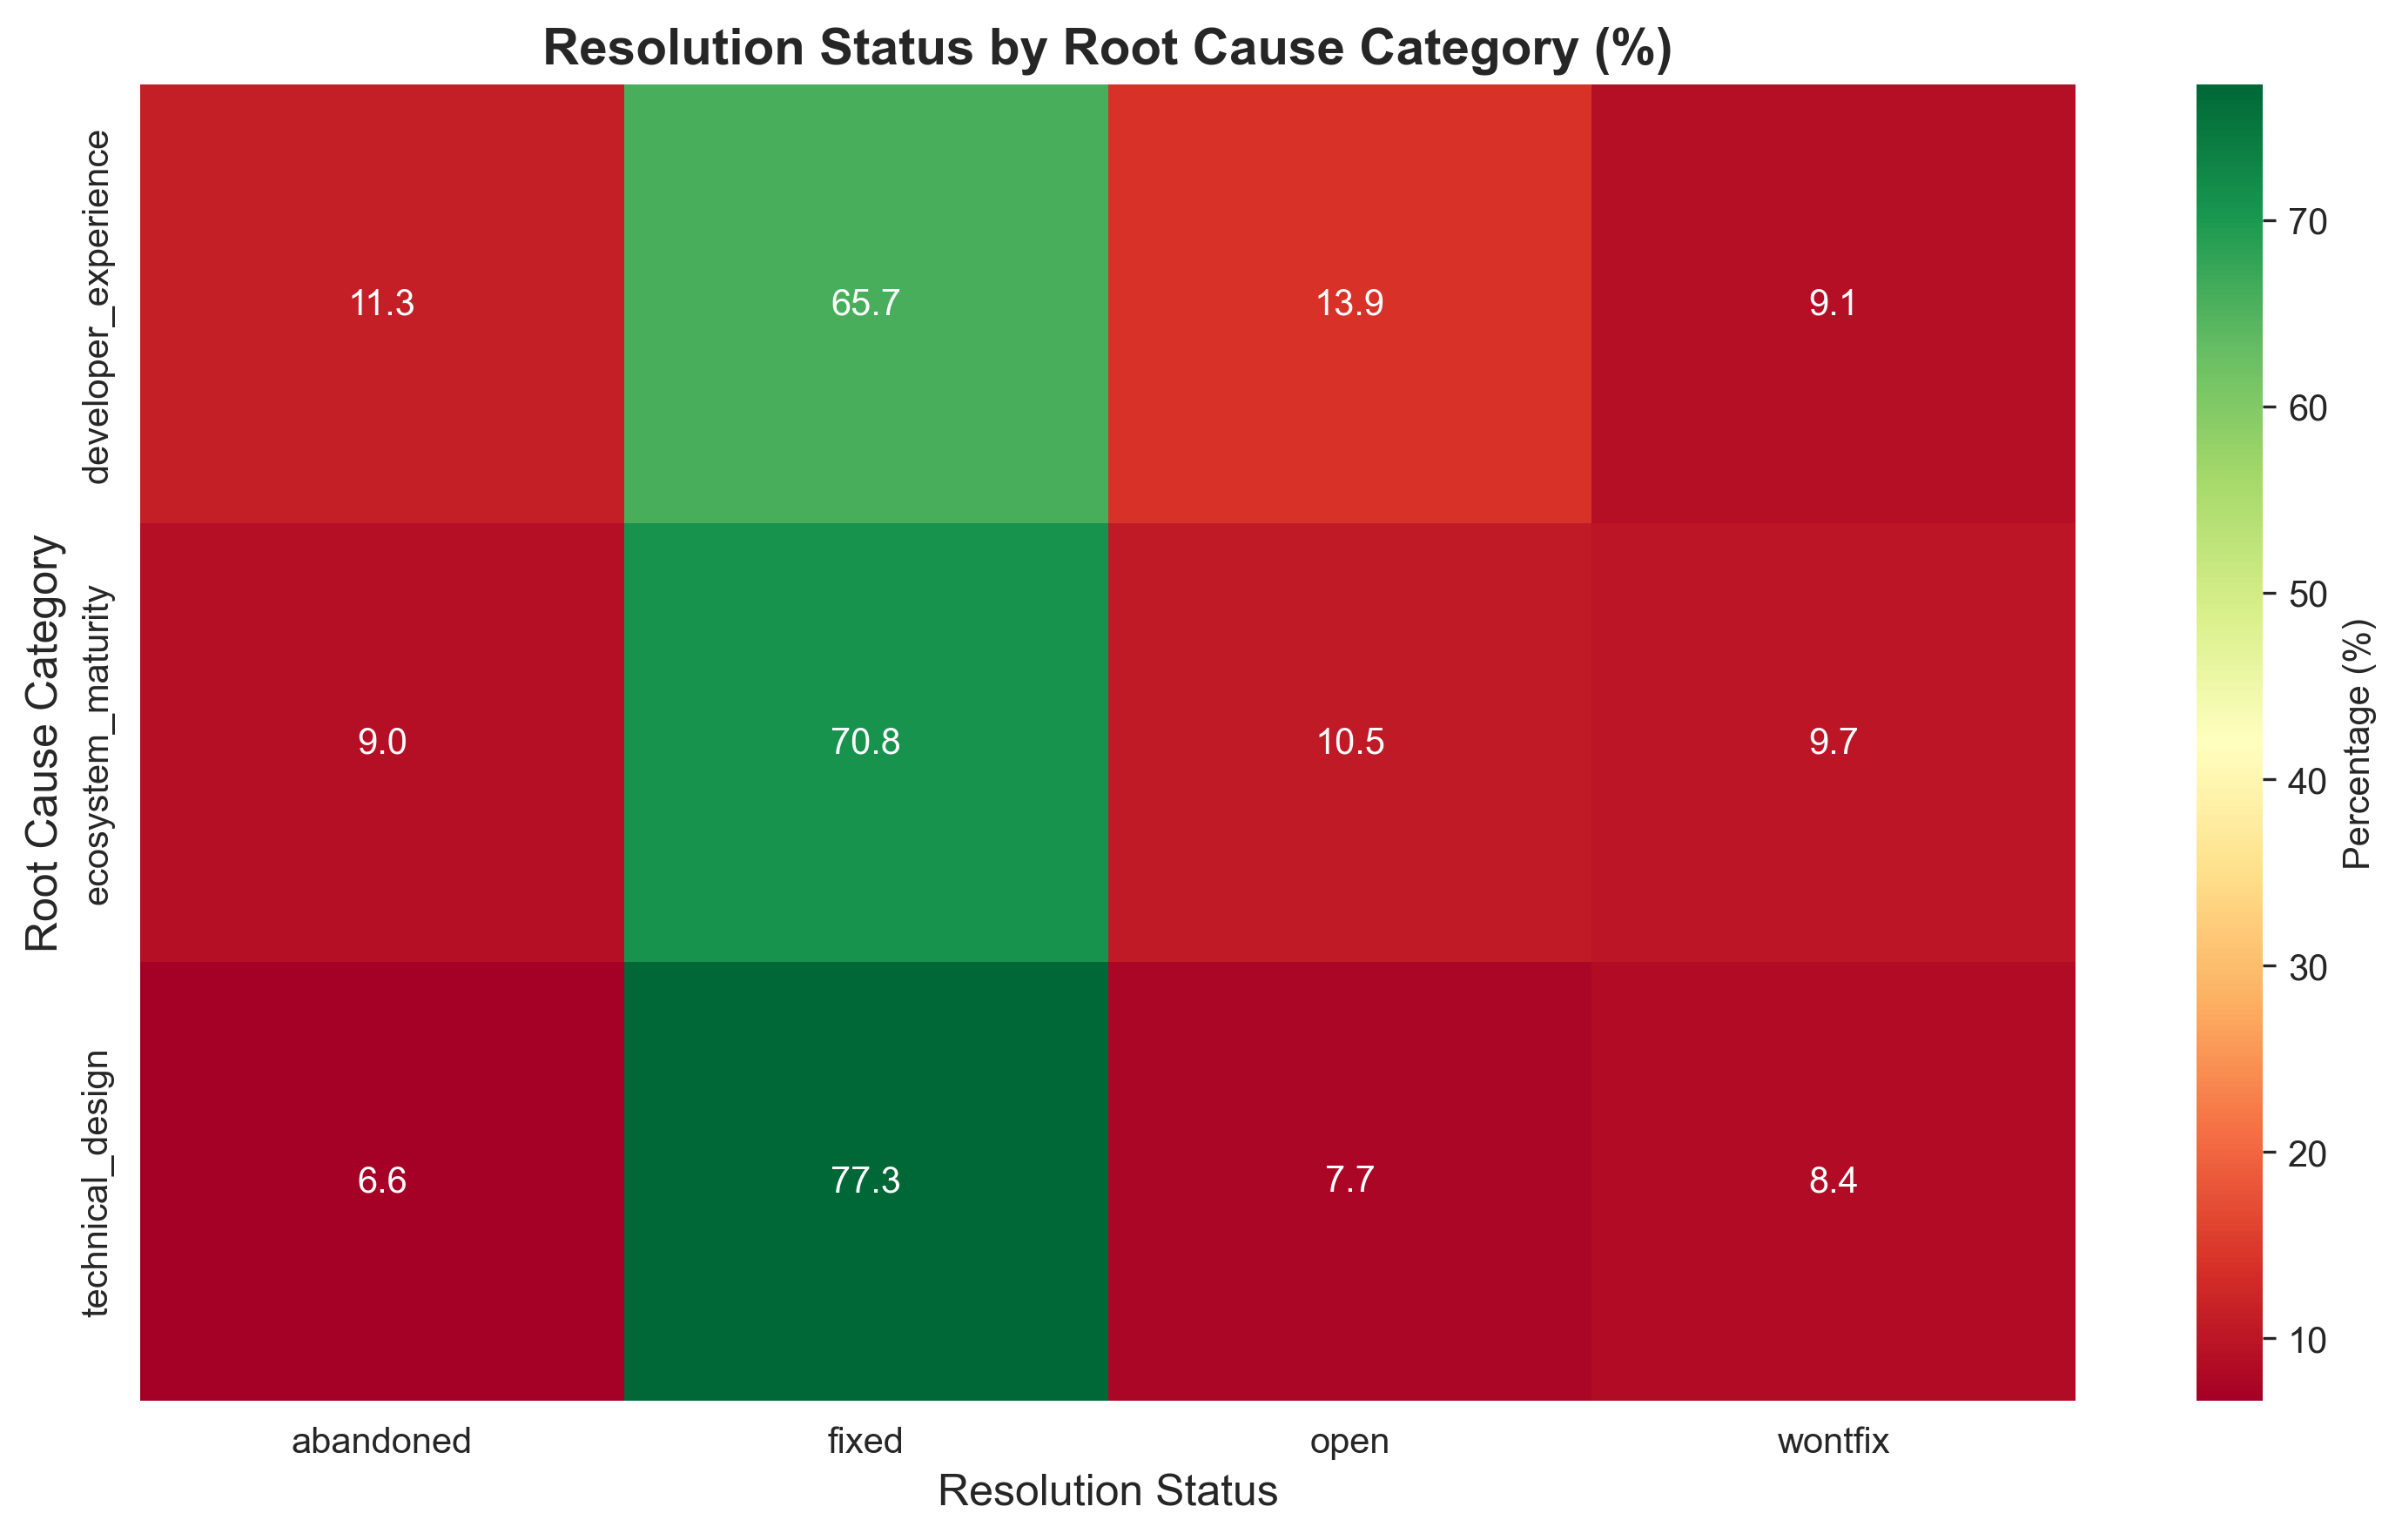 Resolution Status by Root Cause Category (%)
Root Cause Category
developer_experience
11.3 65.7 13.9 9.1
ecosystem_maturity
9.0 70.8 10.5 9.7
technical_design
6.6 77.3 7.7 8.4
abandoned fixed open wontfix
Resolution Status
70
60
50
40
30
20
10
Percentage (%)